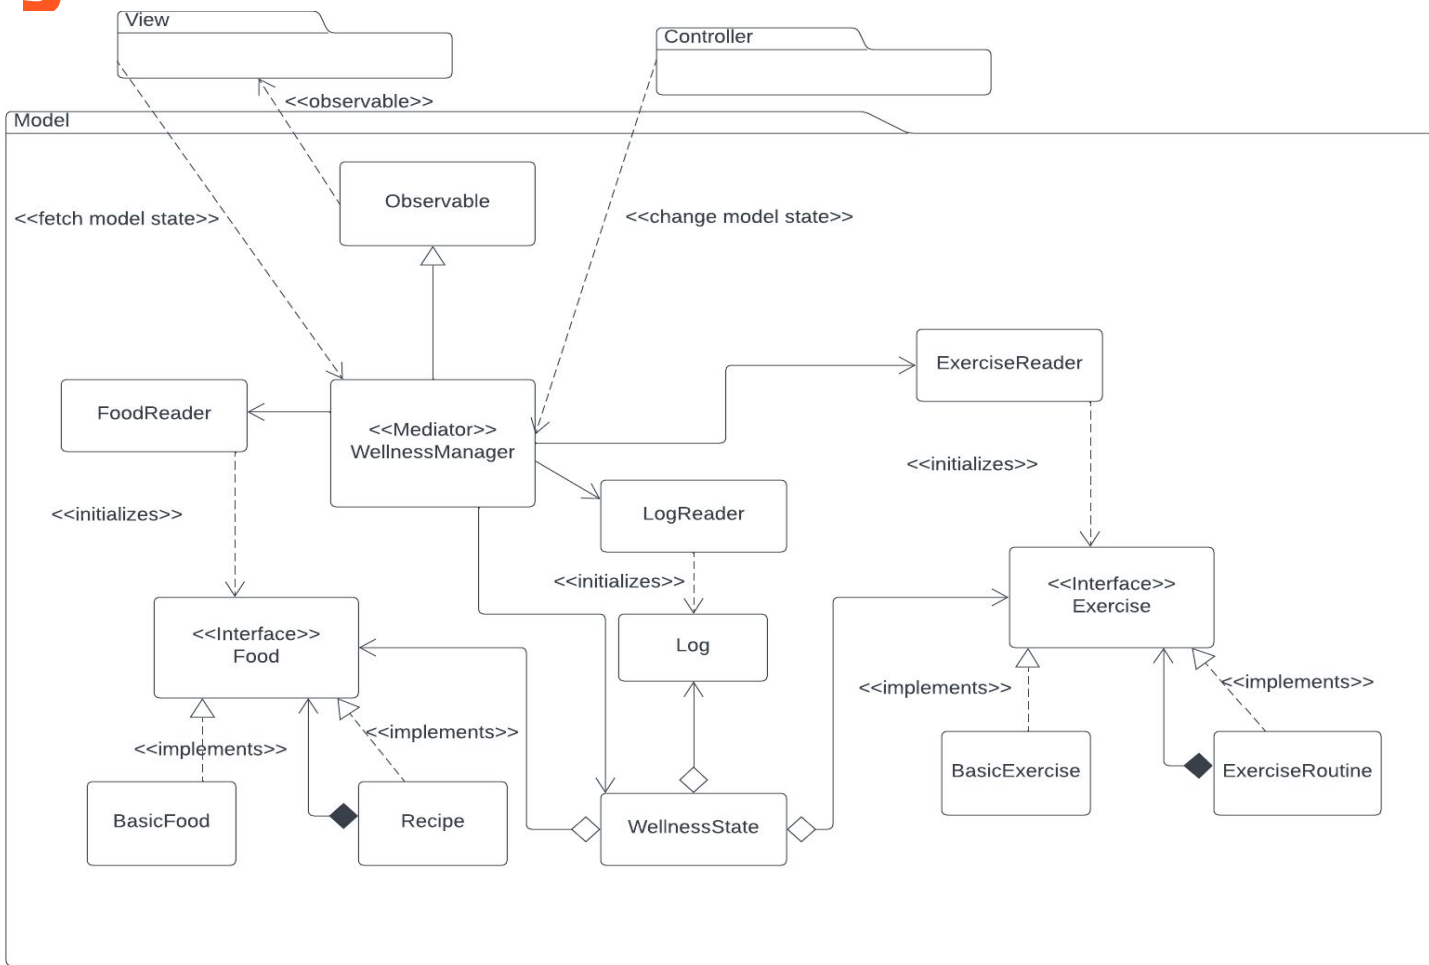 View
Controller
<<observable>>
Model
Observable
<<fetch model state>>
<<change model state>>
ExerciseReader
FoodReader
<<Mediator>>
WellnessManager
<<initializes>>
<<initializes>>
LogReader
<<initializes>>
<<Interface>>
Exercise
<<Interface>>
Food
Log
<<implements>>
<<implements>>
<<implements>>
<<implements>>
BasicExercise
ExerciseRoutine
BasicFood
Recipe
WellnessState